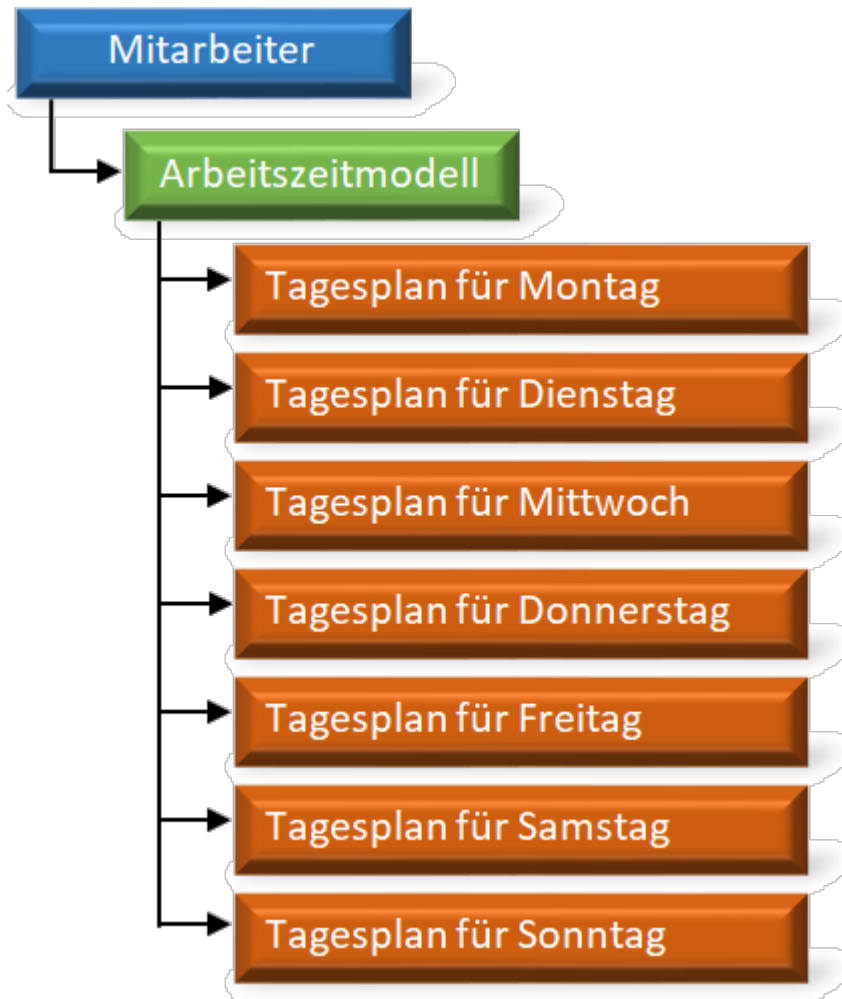 Mitarbeiter
Arbeitszeitmodell
Tagesplan für Montag
Tagesplan für Dienstag
Tagesplan für Mittwoch
Tagesplan für Donnerstag
Tagesplan für Freitag
Tagesplan für Samstag
Tagesplan für Sonntag